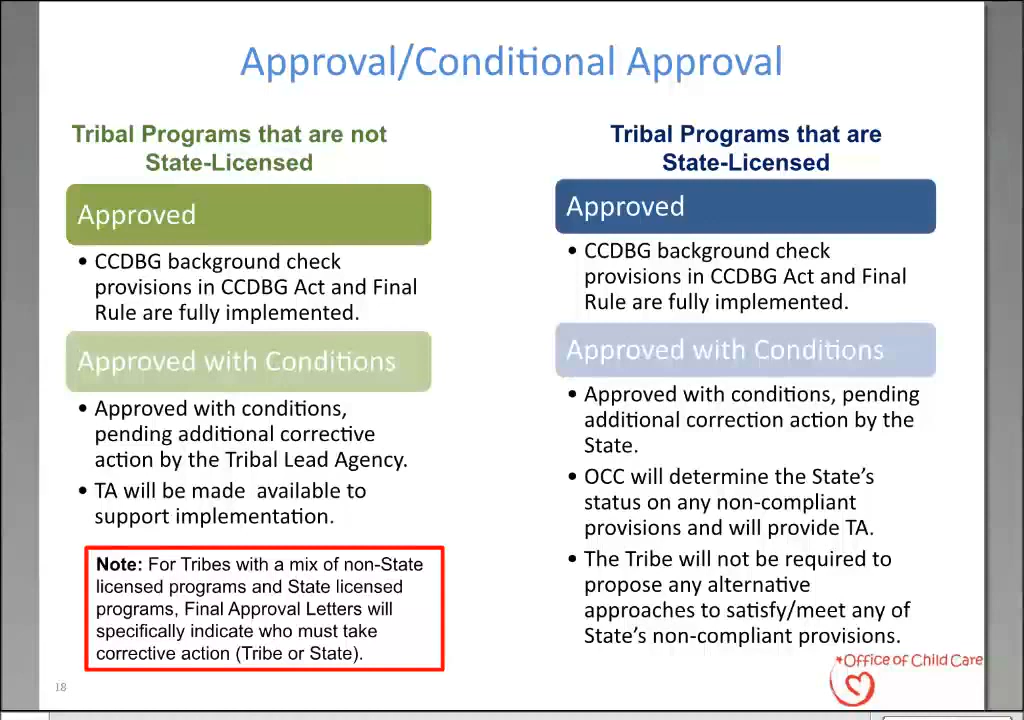 Approval/Conditional Approval
Tribal Programs that are not
State-Licensed
Approved
• CCDBG background check
provisions in CCDBG Act and Final
Rule are fully implemented.
Approved with Conditions
• Approved with conditions,
pending additional corrective
action by the Tribal Lead Agency.
• TA will be made available to
support implementation.
Note: For Tribes with a mix of non-State
licensed programs and State licensed
programs, Final Approval Letters will
specifically indicate who must take
corrective action (Tribe or State).
Tribal Programs that are
State-Licensed
Approved
• CCDBG background check
provisions in CCDBG Act and Final
Rule are fully implemented.
Approved with Conditions
• Approved with conditions, pending
additional correction action by the
State.
• OCC will determine the State's
status on any non-compliant
provisions and will provide TA.
• The Tribe will not be required to
propose any alternative
approaches to satisfy/meet any of
State's non-compliant provisions.
*Office of Child Care
18